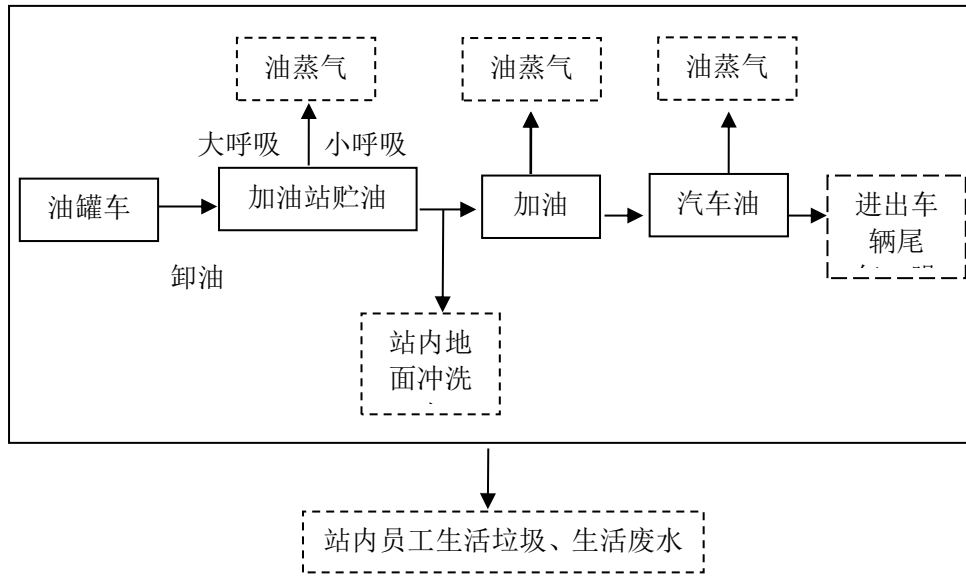 油蒸气
油蒸气
油蒸气
大呼吸
小呼吸
油罐车
加油站贮油
加油
汽车油
进出车
辆尾
卸油
站内地
面冲洗
站内员工生活垃圾、生活废水